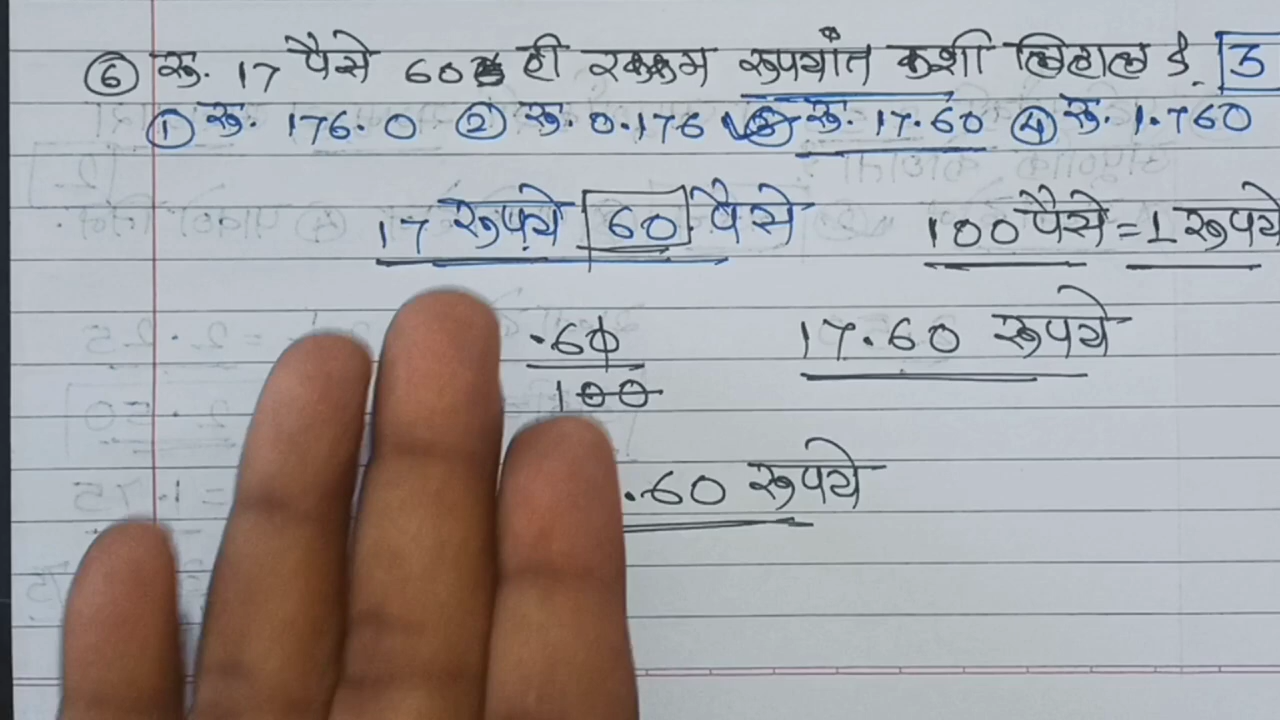 ⑥ रू. 17 पैसे 60 ही रक्कम रूपयांत कशी लिहाल ? 3
① रू. 176.0 ② रू. 0.176 ③ रू. 17.60 ④ रू. 1.760
17 रूपये 60 पैसे 100 पैसे = 1 रूपये
.60 17.60 रूपये
100
.60 रूपये